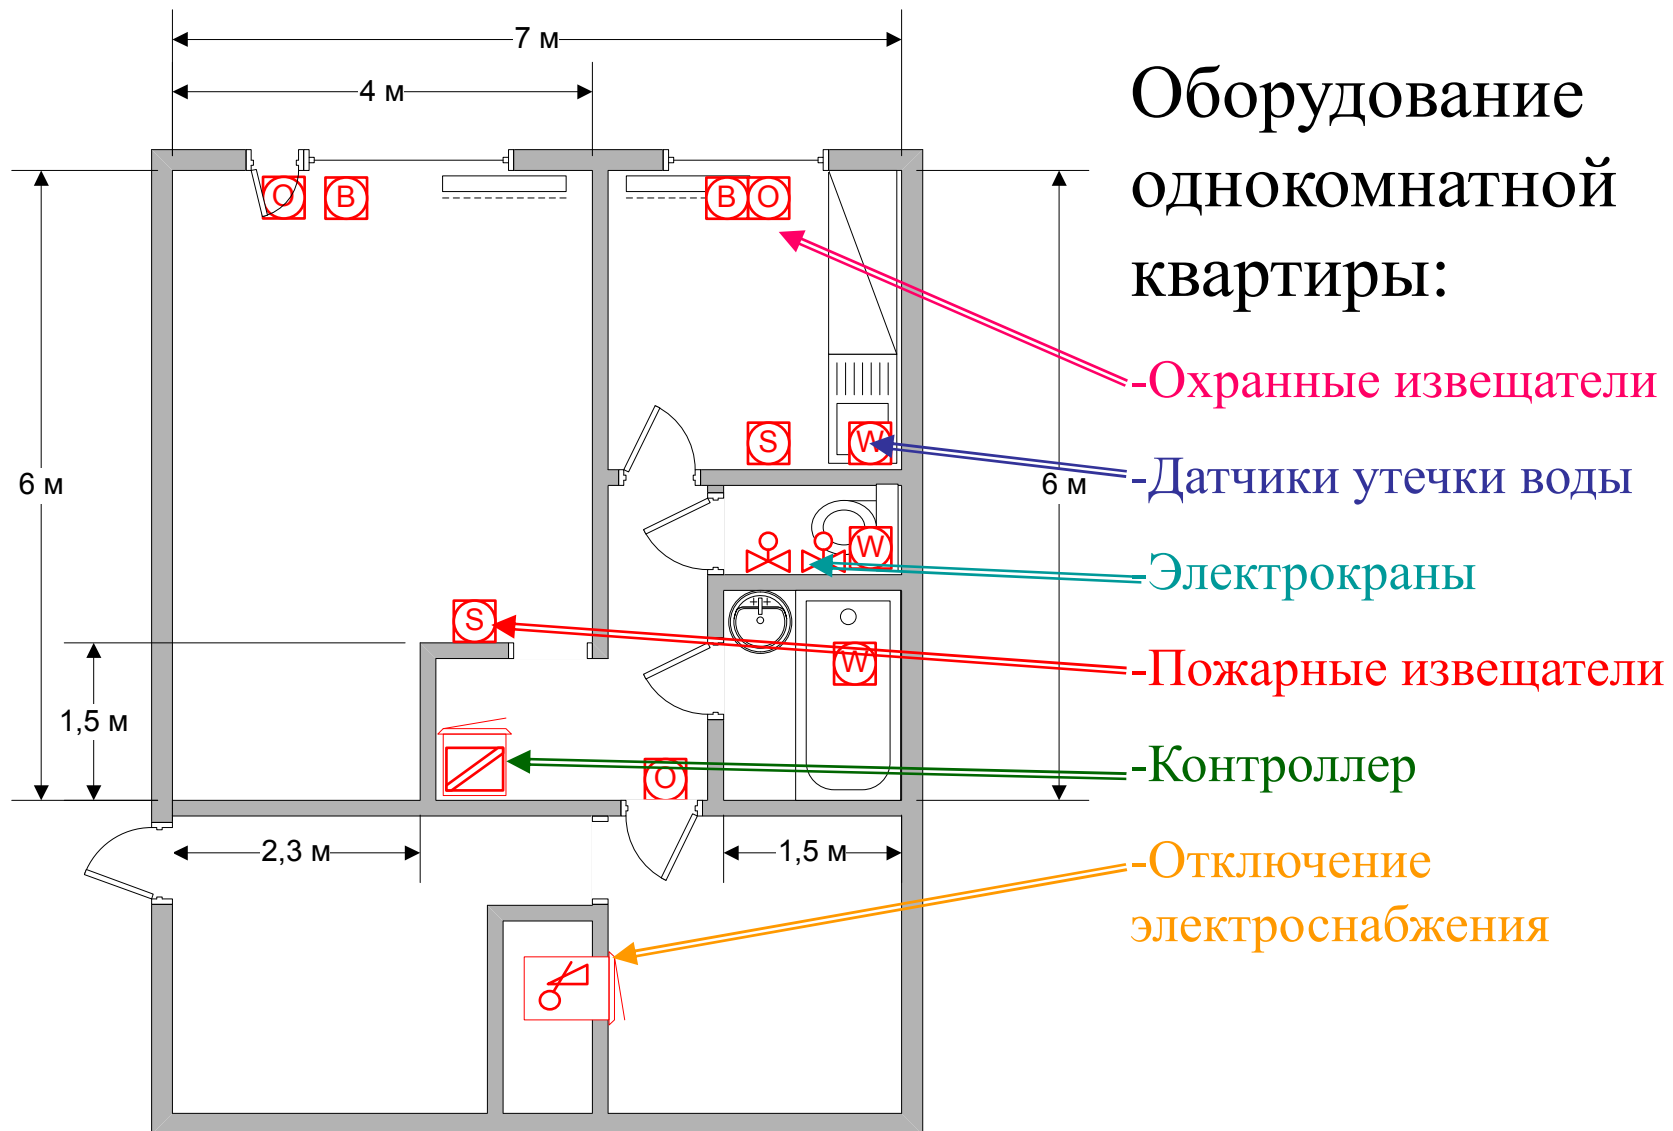 7 м
4 м
Оборудование
однокомнатной
квартиры:
O
B
B
O
-Охранные извещатели
S
W
-Датчики утечки воды
6 м
6 м
W
-Электрокраны
S
W
-Пожарные извещатели
1,5 м
O
-Контроллер
2,3 м
1,5 м
-Отключение
электроснабжения